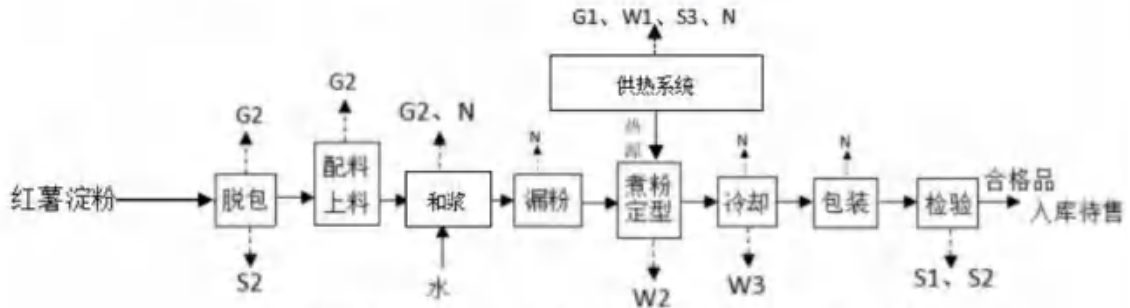 G1、W1、S3、N
供热系统
G2
G2
G2、N
N
热源
N
N
红薯淀粉
脱包
配料
上料
和浆
漏粉
煮粉
定型
冷却
包装
检验
合格品
入库待售
S2
水
W2
W3
S1、S2